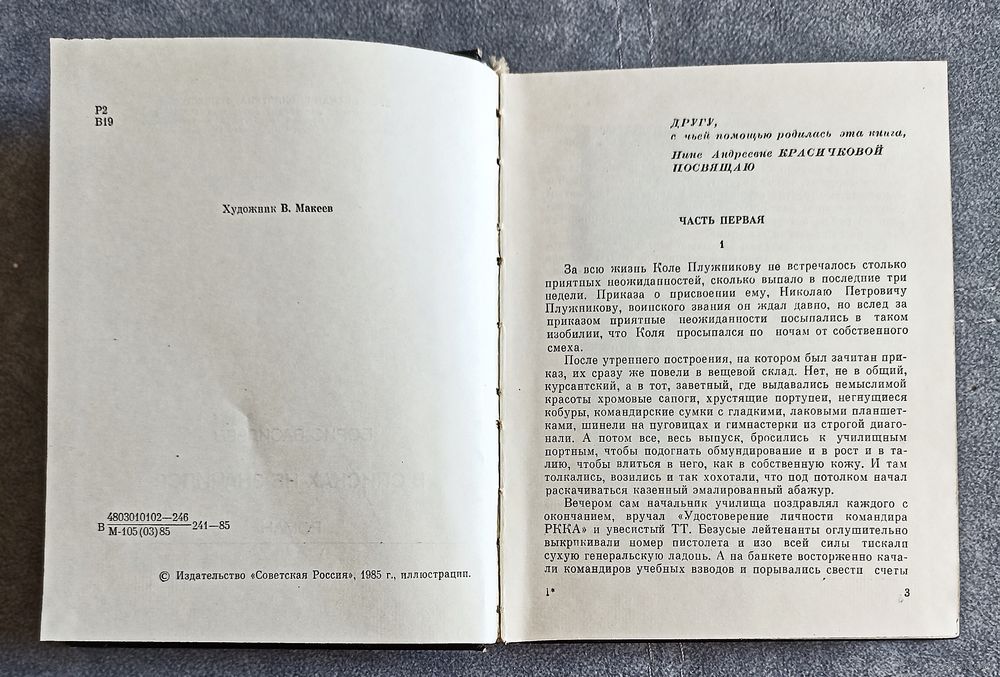 Р2
В19
Художник В. Макеев
В 4803010102—246
М-105(03)85 —241—85
© Издательство «Советская Россия», 1985 г., иллюстрации.
ДРУГУ,
с чьей помощью родилась эта книга,
Нине Андреевне КРАСИЧКОВОЙ
ПОСВЯЩАЮ
ЧАСТЬ ПЕРВАЯ
1
За всю жизнь Коле Плужникову не встречалось столько
приятных неожиданностей, сколько выпало в последние три
недели. Приказа о присвоении ему, Николаю Петровичу
Плужникову, воинского звания он ждал давно, но вслед за
приказом приятные неожиданности посыпались в таком
изобилии, что Коля просыпался по ночам от собственного
смеха.
После утреннего построения, на котором был зачитан при-
каз, их сразу же повели в вещевой склад. Нет, не в общий,
курсантский, а в тот, заветный, где выдавались немыслимой
красоты хромовые сапоги, хрустящие портупеи, негнущиеся
кобуры, командирские сумки с гладкими, лаковыми планшет-
ками, шинели на пуговицах и гимнастерки из строгой диаго-
нали. А потом все, весь выпуск, бросились к училищным
портным, чтобы подогнать обмундирование и в рост и в та-
лию, чтобы влиться в него, как в собственную кожу. И там
толкались, возились и так хохотали, что под потолком начал
раскачиваться казенный эмалированный абажур.
Вечером сам начальник училища поздравлял каждого с
окончанием, вручал «Удостоверение личности командира
РККА» и увесистый ТТ. Безусые лейтенанты оглушительно
выкрикивали номер пистолета и изо всей силы тискали
сухую генеральскую ладонь. А на банкете восторженно кача-
ли командиров учебных взводов и порывались свести счеты
1*
3